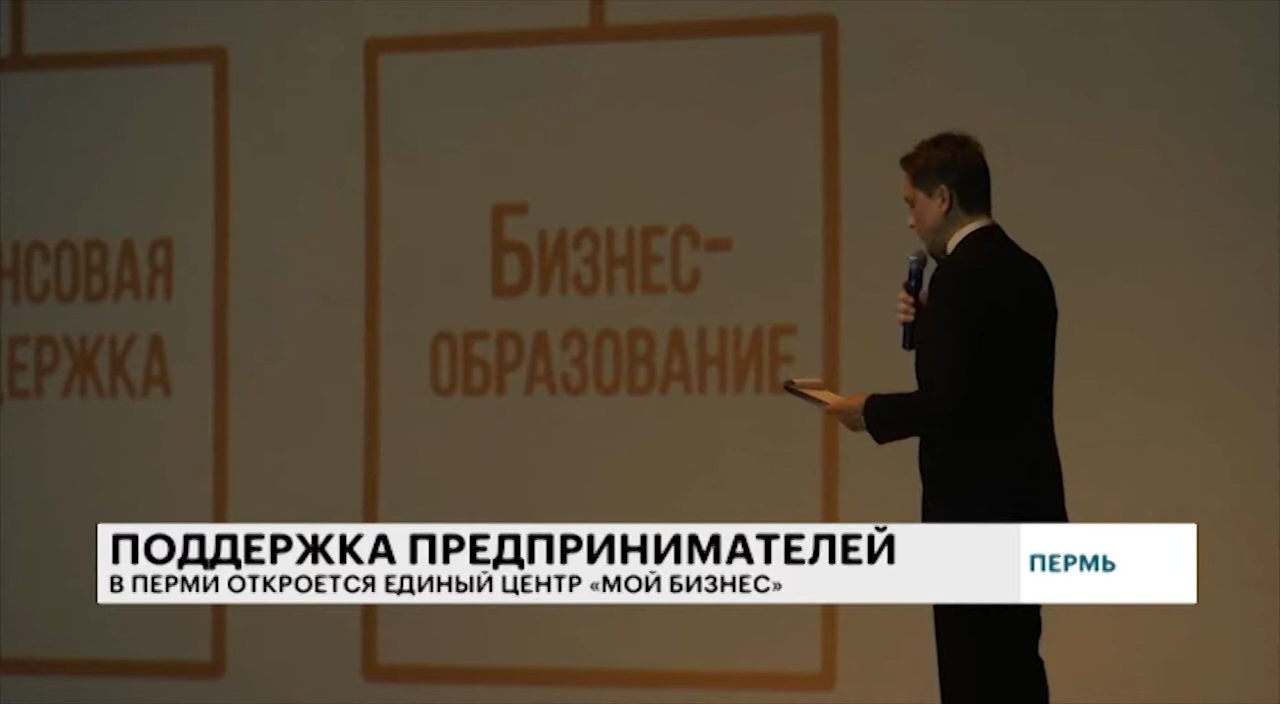 НСОВАЯ
ДЕРЖКА
Бизнес-
образование
ПОДДЕРЖКА ПРЕДПРИНИМАТЕЛЕЙ
В ПЕРМИ ОТКРОЕТСЯ ЕДИНЫЙ ЦЕНТР «МОЙ БИЗНЕС»
ПЕРМЬ